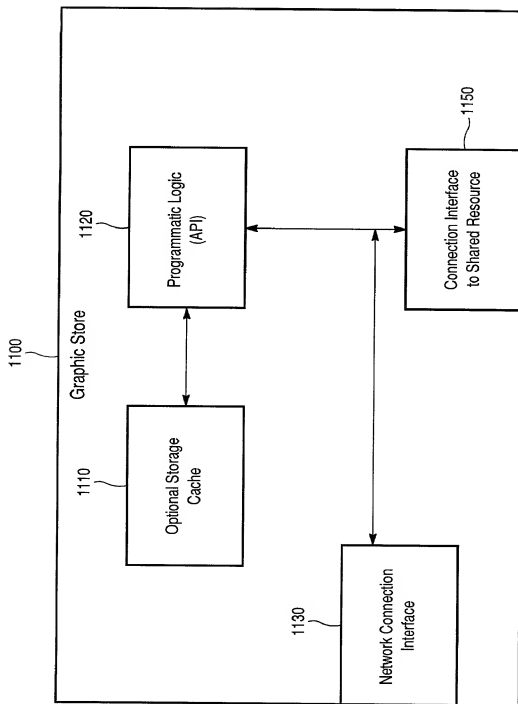 1100
Graphic Store
1110
Optional Storage
Cache
1120
Programmatic Logic
(API)
1130
Network Connection
Interface
1150
Connection Interface
to Shared Resource